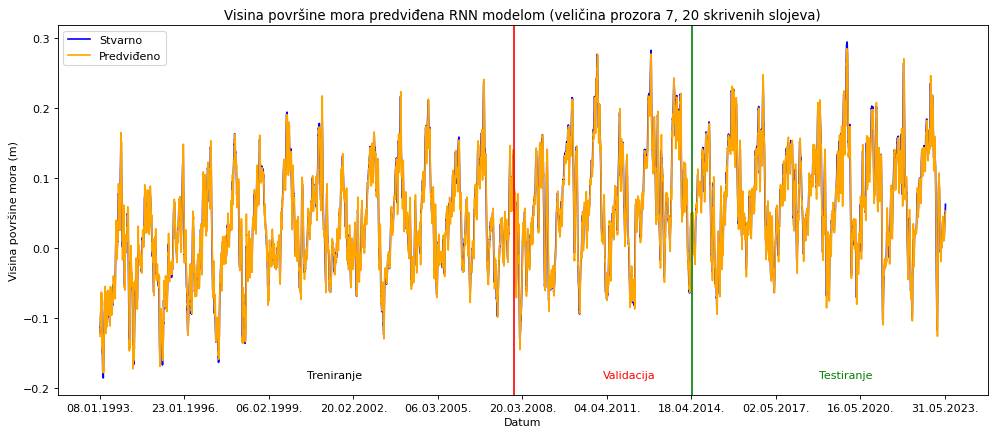 Visina površine mora predviđena RNN modelom (veličina prozora 7, 20 skrivenih slojeva)
Stvarno
Predviđeno
0.3
0.2
0.1
0.0
−0.1
−0.2
Visina površine mora (m)
Treniranje
Validacija
Testiranje
08.01.1993. 23.01.1996. 06.02.1999. 20.02.2002. 06.03.2005. 20.03.2008. 04.04.2011. 18.04.2014. 02.05.2017. 16.05.2020. 31.05.2023.
Datum